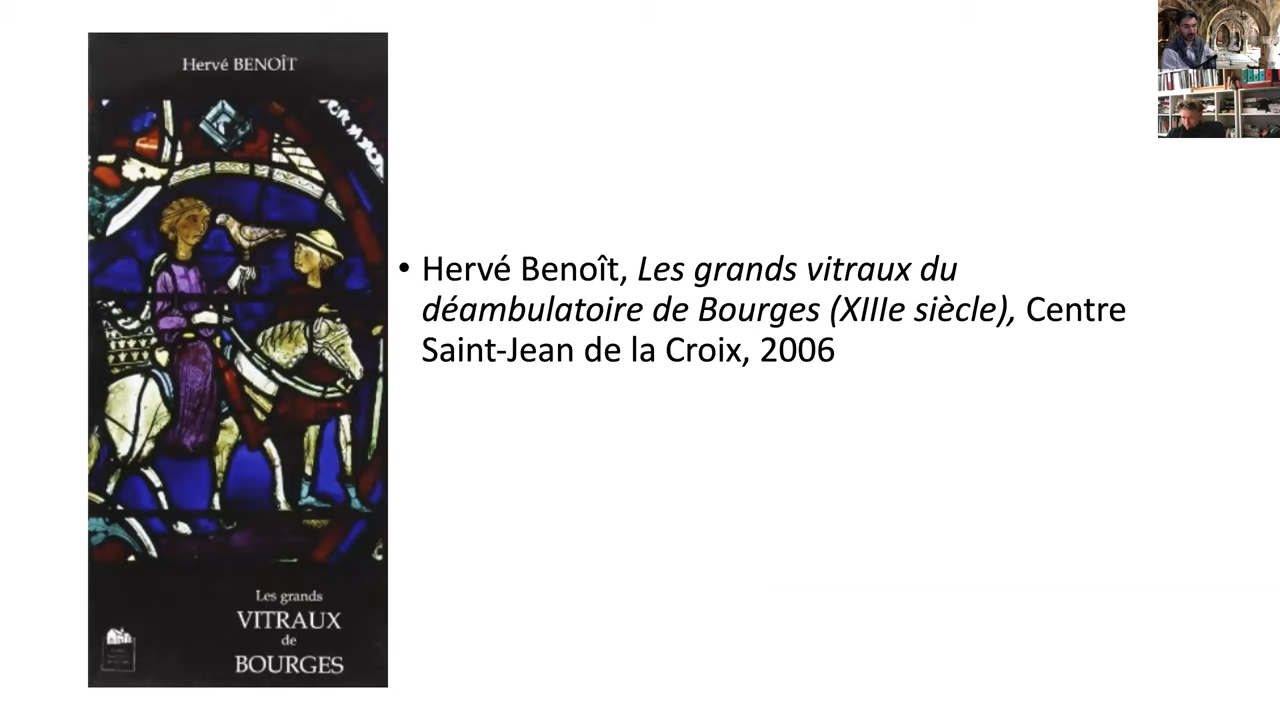 Hervé BENOÎT
Les grands
VITRAUX
de
BOURGES
• Hervé Benoît, Les grands vitraux du
déambulatoire de Bourges (XIIIe siècle), Centre
Saint-Jean de la Croix, 2006